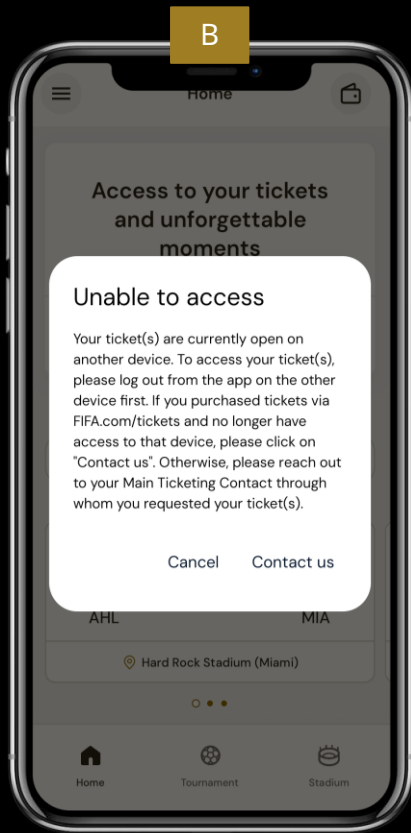 B
Home
Access to your tickets
and unforgettable
moments
Unable to access
Your ticket(s) are currently open on
another device. To access your ticket(s),
please log out from the app on the other
device first. If you purchased tickets via
FIFA.com/tickets and no longer have
access to that device, please click on
"Contact us". Otherwise, please reach out
to your Main Ticketing Contact through
whom you requested your ticket(s).
Cancel Contact us
AHL MIA
Hard Rock Stadium (Miami)
Home Tournament Stadium